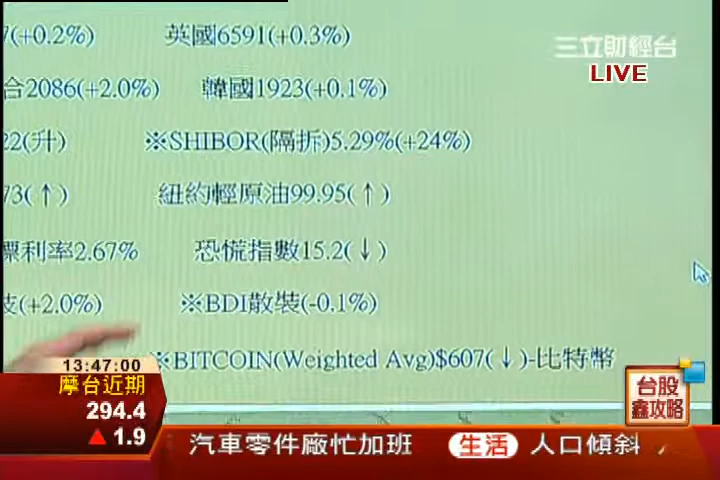 7(+0.2%) 英國6591(+0.3%)
三立財經台
LIVE
合2086(+2.0%) 韓國1923(+0.1%)
22(升) ※SHIBOR(隔拆)5.29%(+24%)
73(↑) 紐約輕原油99.95(↑)
標利率2.67% 恐慌指數15.2(↓)
技(+2.0%) ※BDI散裝(-0.1%)
※BITCOIN(Weighted Avg)$607(↓)-比特幣
13:47:00
摩台近期
294.4
▲1.9
台股
鑫攻略
汽車零件廠忙加班 生活 人口傾斜